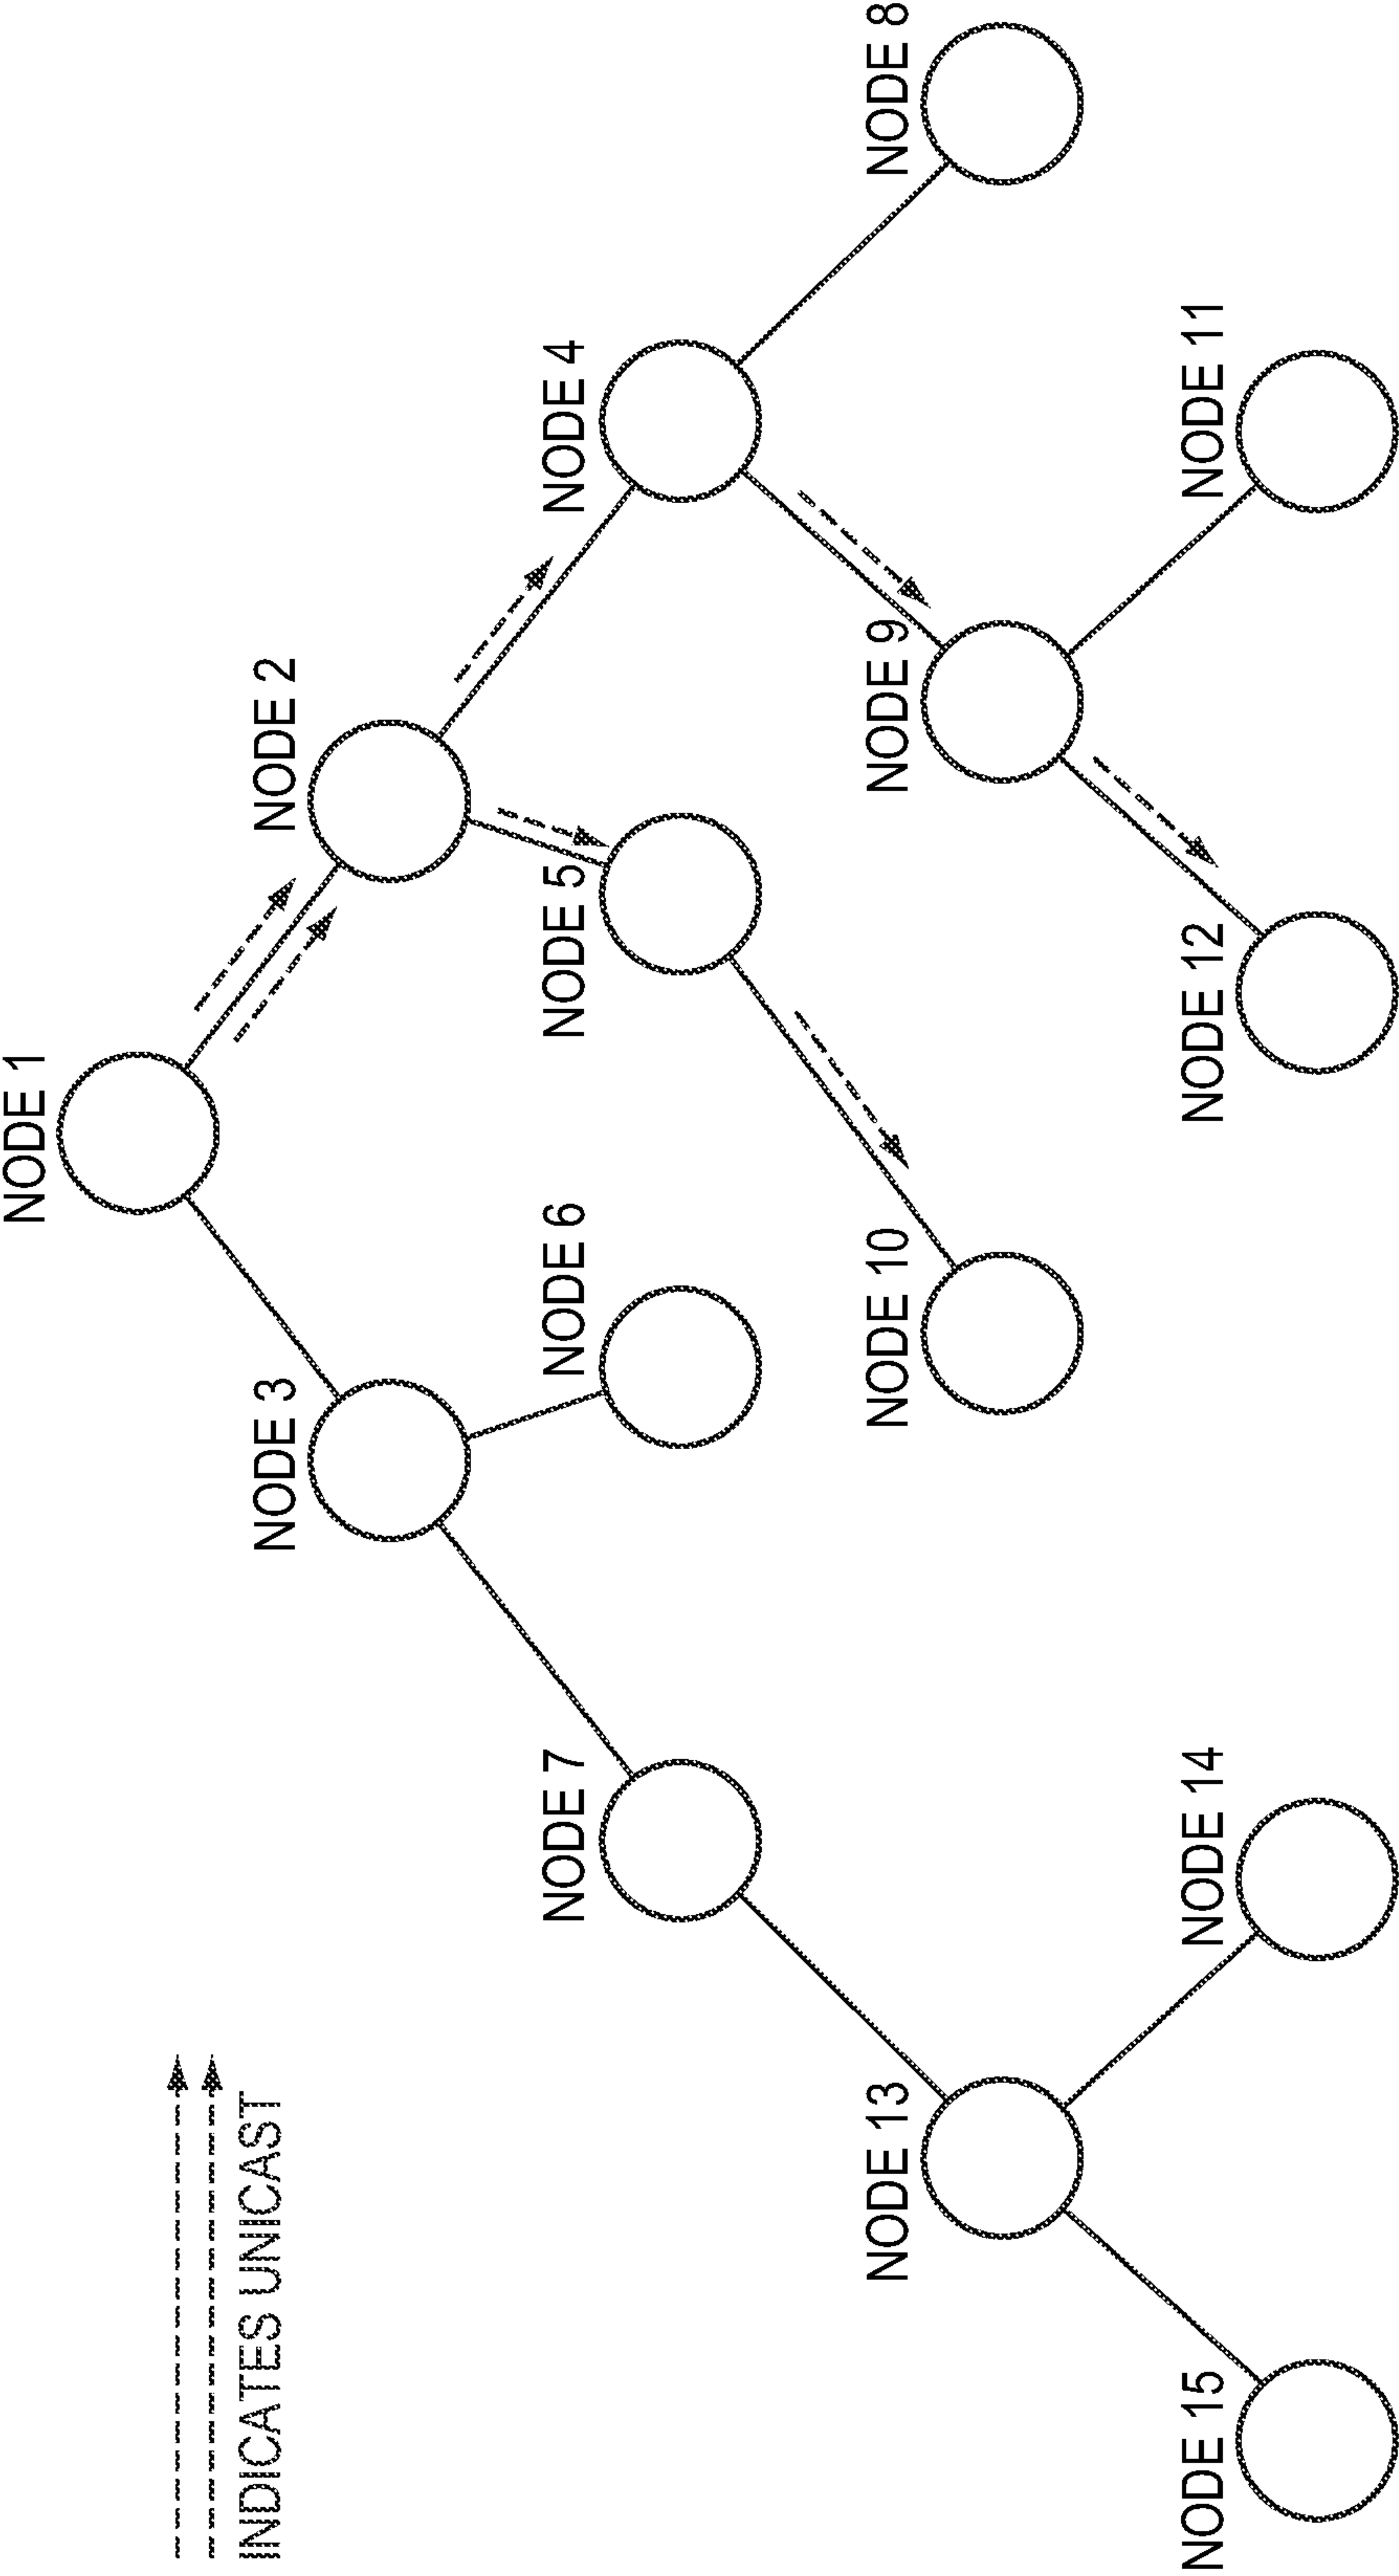 NODE 1
NODE 3
NODE 2
NODE 7
NODE 6
NODE 5
NODE 4
NODE 13
NODE 10
NODE 9
NODE 8
NODE 15
NODE 14
NODE 12
NODE 11
INDICATES UNICAST